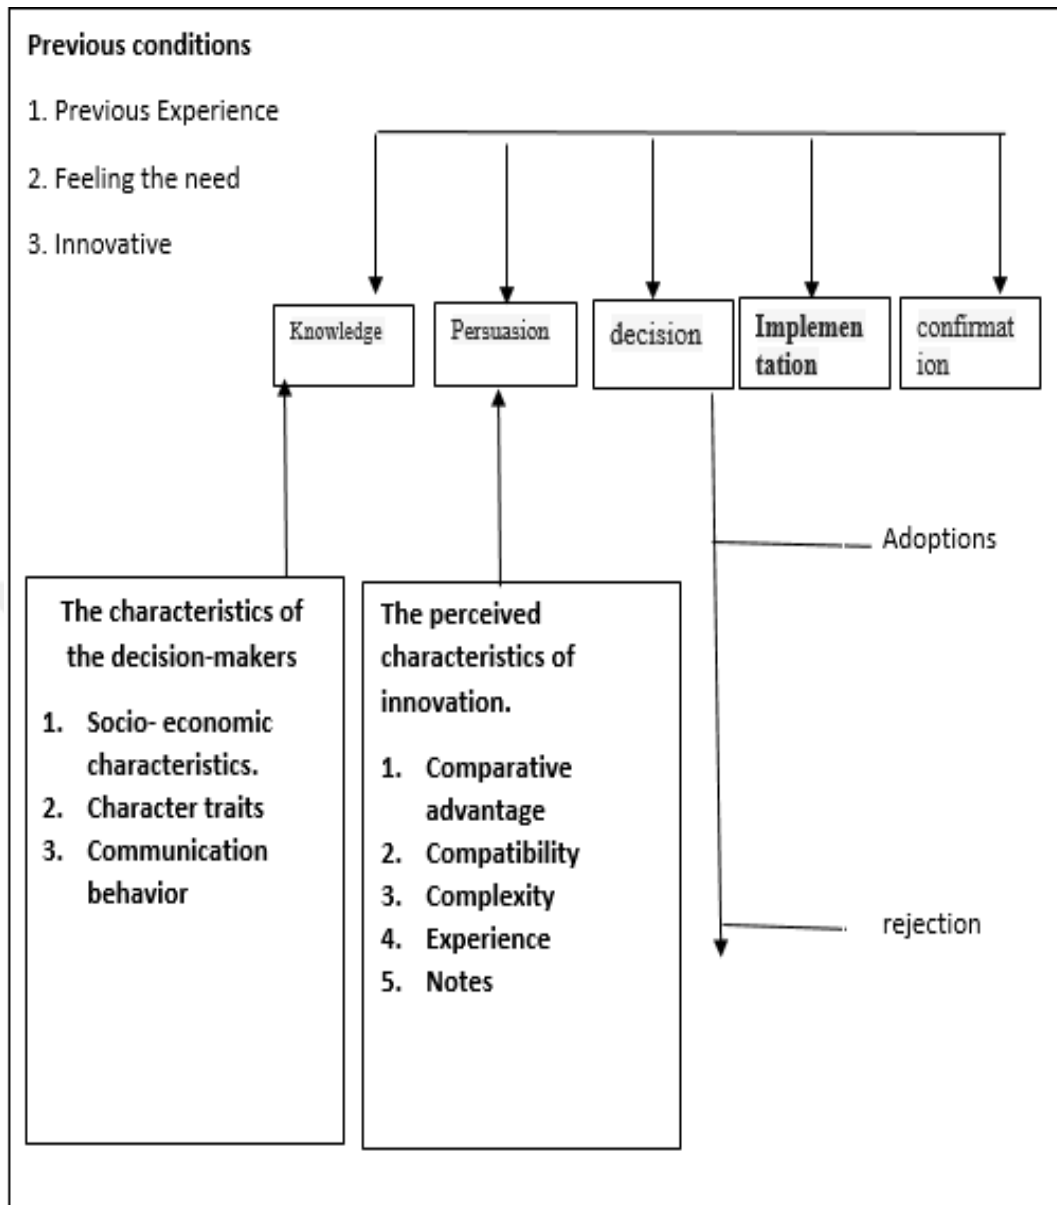 Previous conditions
1. Previous Experience
2. Feeling the need
3. Innovative
Knowledge
Persuasion
decision
Implemen
tation
confirmat
ion
Adoptions
rejection
The characteristics of
the decision-makers
1. Socio- economic
characteristics.
2. Character traits
3. Communication
behavior
The perceived
characteristics of
innovation.
1. Comparative
advantage
2. Compatibility
3. Complexity
4. Experience
5. Notes